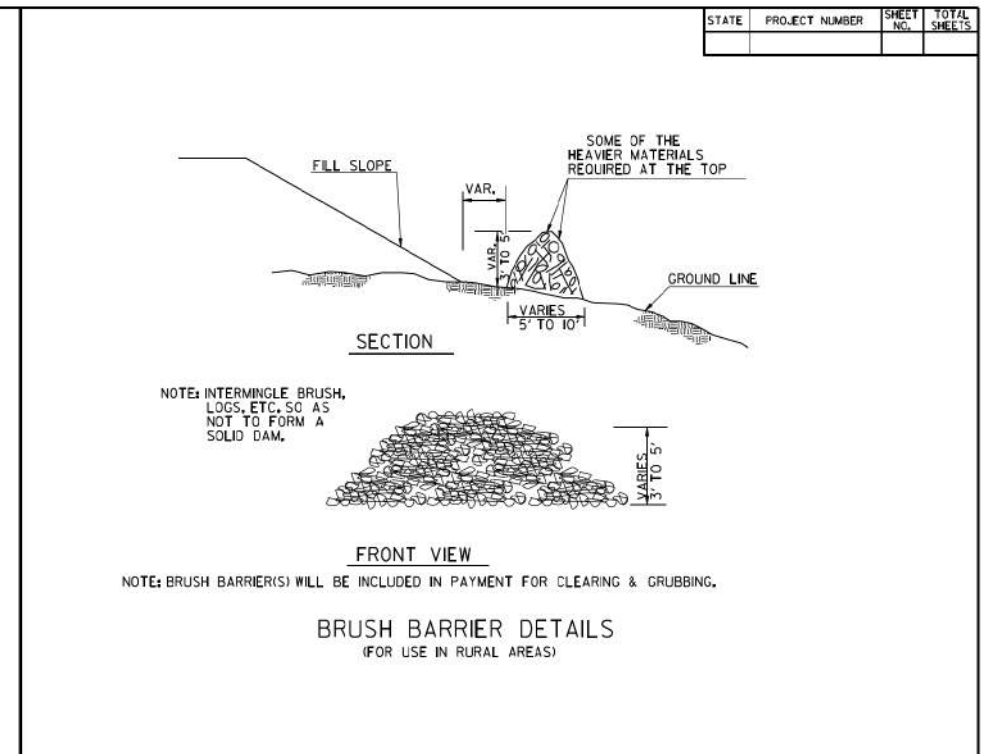 STATE PROJECT NUMBER SHEET NO. TOTAL SHEETS
SOME OF THE
HEAVIER MATERIALS
REQUIRED AT THE TOP
FILL SLOPE
VAR.
VAR.
3' TO 5'
GROUND LINE
VARIES
5' TO 10'
SECTION
NOTE: INTERMINGLE BRUSH,
LOGS, ETC. SO AS
NOT TO FORM A
SOLID DAM.
VARIES
3' TO 5'
FRONT VIEW
NOTE: BRUSH BARRIER(S) WILL BE INCLUDED IN PAYMENT FOR CLEARING & GRUBBING.
BRUSH BARRIER DETAILS
(FOR USE IN RURAL AREAS)